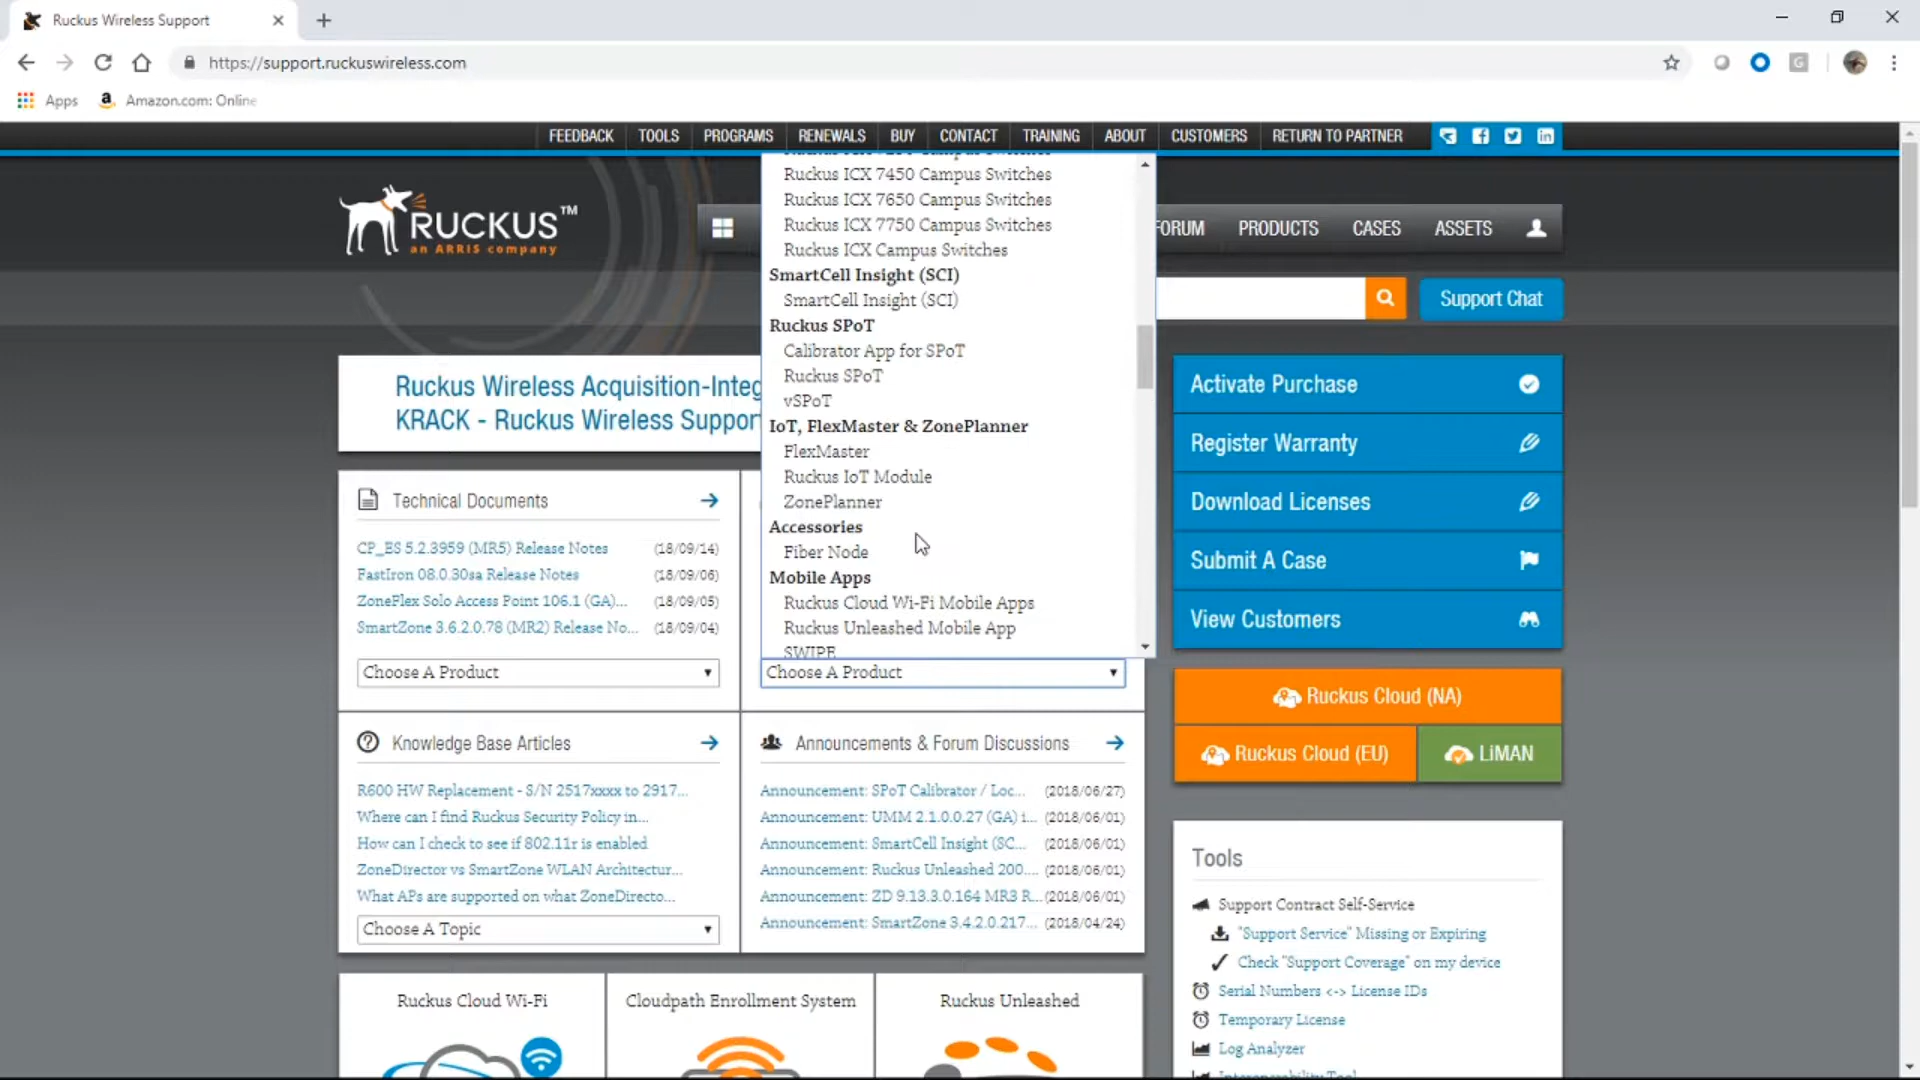 Ruckus Wireless Support
https://support.ruckuswireless.com
Apps
Amazon.com: Online
FEEDBACK
TOOLS
PROGRAMS
RENEWALS
BUY
CONTACT
TRAINING
ABOUT
CUSTOMERS
RETURN TO PARTNER
RUCKUS™
an ARRIS company
FORUM
PRODUCTS
CASES
ASSETS
Support Chat
Ruckus ICX 7450 Campus Switches
Ruckus ICX 7650 Campus Switches
Ruckus ICX 7750 Campus Switches
Ruckus ICX Campus Switches
SmartCell Insight (SCI)
SmartCell Insight (SCI)
Ruckus SPoT
Calibrator App for SPoT
Ruckus SPoT
vSPoT
IoT, FlexMaster & ZonePlanner
FlexMaster
Ruckus IoT Module
ZonePlanner
Accessories
Fiber Node
Mobile Apps
Ruckus Cloud Wi-Fi Mobile Apps
Ruckus Unleashed Mobile App
SWIPE
Choose A Product
Ruckus Wireless Acquisition-Integ
KRACK - Ruckus Wireless Suppor
Technical Documents
CP_ES 5.2.3959 (MR5) Release Notes (18/09/14)
FastIron 08.0.30sa Release Notes (18/09/06)
ZoneFlex Solo Access Point 106.1 (GA)... (18/09/05)
SmartZone 3.6.2.0.78 (MR2) Release No... (18/09/04)
Choose A Product
Knowledge Base Articles
R600 HW Replacement - S/N 2517xxxx to 2917...
Where can I find Ruckus Security Policy in...
How can I check to see if 802.11r is enabled
ZoneDirector vs SmartZone WLAN Architectur...
What APs are supported on what ZoneDirecto...
Choose A Topic
Announcements & Forum Discussions
Announcement: SPoT Calibrator / Loc... (2018/06/27)
Announcement: UMM 2.1.0.0.27 (GA) i... (2018/06/01)
Announcement: SmartCell Insight (SC... (2018/06/01)
Announcement: Ruckus Unleashed 200.... (2018/06/01)
Announcement: ZD 9.13.3.0.164 MR3 R... (2018/06/01)
Announcement: SmartZone 3.4.2.0.217... (2018/04/24)
Ruckus Cloud Wi-Fi
Cloudpath Enrollment System
Ruckus Unleashed
Activate Purchase
Register Warranty
Download Licenses
Submit A Case
View Customers
Ruckus Cloud (NA)
Ruckus Cloud (EU)
LiMAN
Tools
Support Contract Self-Service
"Support Service" Missing or Expiring
Check "Support Coverage" on my device
Serial Numbers <-> License IDs
Temporary License
Log Analyzer
Interoperability Tool